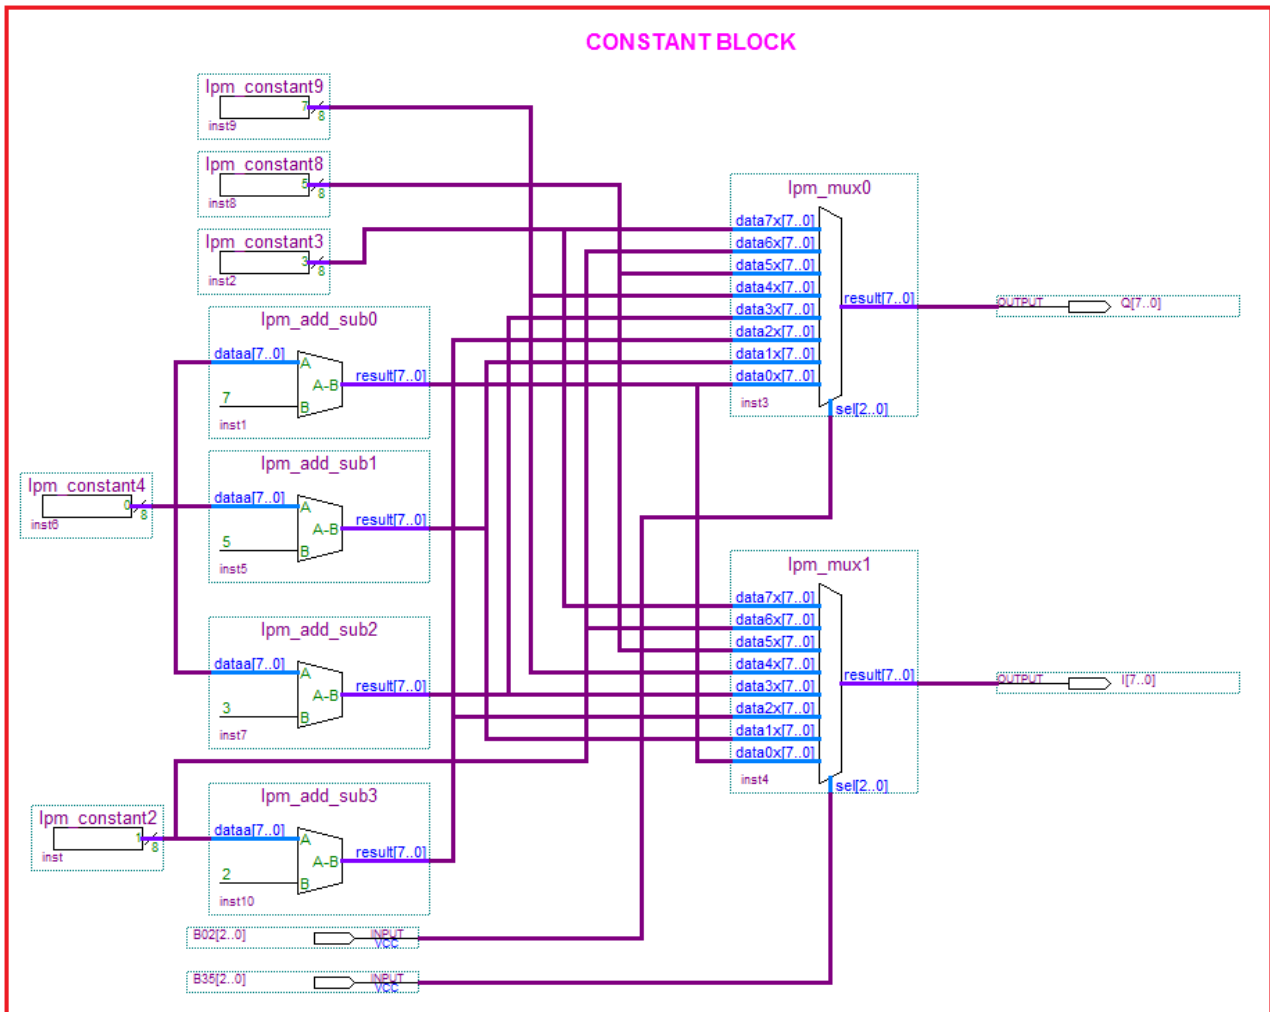 CONSTANT BLOCK
lpm_constant9
7
8
inst9
lpm_constant8
5
8
inst8
lpm_constant3
3
8
inst2
lpm_add_sub0
dataa[7..0]
A
A-B
B
result[7..0]
7
inst1
lpm_add_sub1
dataa[7..0]
A
A-B
B
result[7..0]
5
inst5
lpm_constant4
0
8
inst6
lpm_add_sub2
dataa[7..0]
A
A-B
B
result[7..0]
3
inst7
lpm_constant2
1
8
inst
lpm_add_sub3
dataa[7..0]
A
A-B
B
result[7..0]
2
inst10
B02[2..0]
INPUT
VCC
B35[2..0]
INPUT
VCC
lpm_mux0
data7x[7..0]
data6x[7..0]
data5x[7..0]
data4x[7..0]
data3x[7..0]
data2x[7..0]
data1x[7..0]
data0x[7..0]
result[7..0]
inst3
sel[2..0]
OUTPUT
Q[7..0]
lpm_mux1
data7x[7..0]
data6x[7..0]
data5x[7..0]
data4x[7..0]
data3x[7..0]
data2x[7..0]
data1x[7..0]
data0x[7..0]
result[7..0]
inst4
sel[2..0]
OUTPUT
I[7..0]